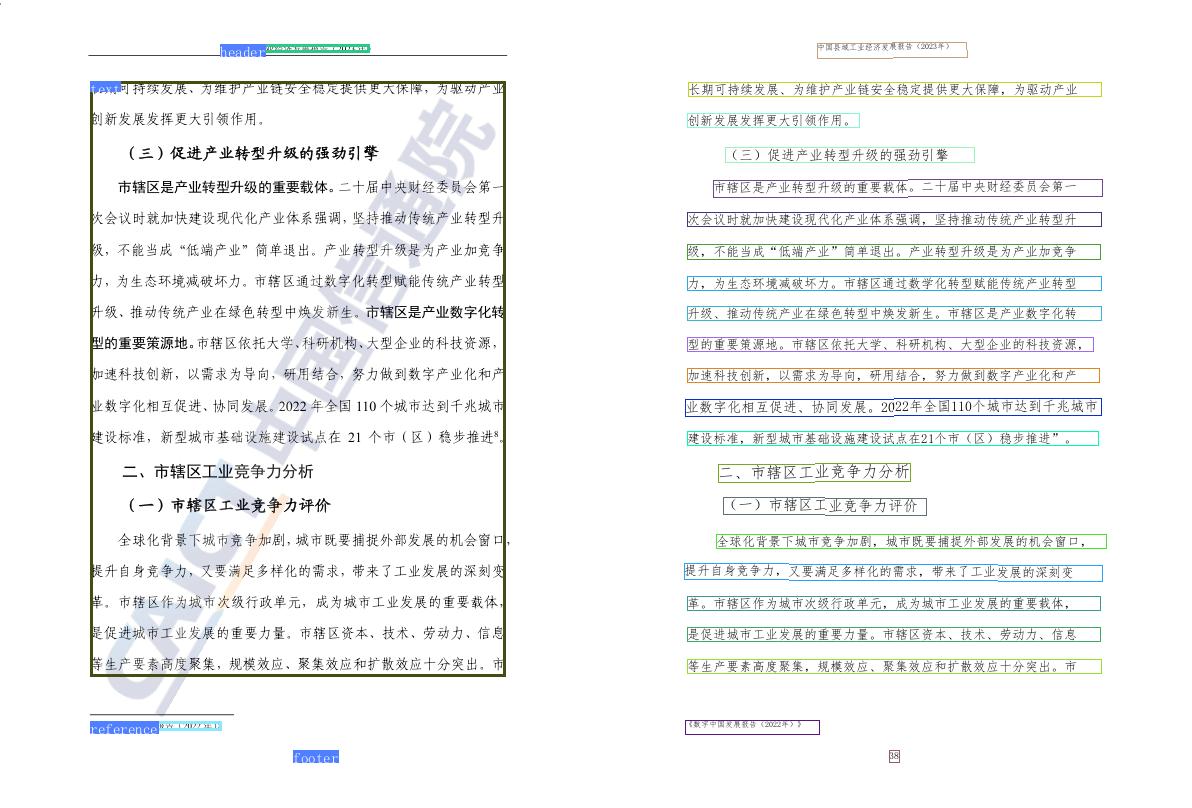 header
text
可持续发展、为维护产业链安全稳定提供更大保障，为驱动产业
创新发展发挥更大引领作用。
（三）促进产业转型升级的强劲引擎
市辖区是产业转型升级的重要载体。二十届中央财经委员会第一
次会议时就加快建设现代化产业体系强调，坚持推动传统产业转型升
级，不能当成“低端产业”简单退出。产业转型升级是为产业加竞争
力，为生态环境减破坏力。市辖区通过数字化转型赋能传统产业转型
升级、推动传统产业在绿色转型中焕发新生。市辖区是产业数字化转
型的重要策源地。市辖区依托大学、科研机构、大型企业的科技资源，
加速科技创新，以需求为导向，研用结合，努力做到数字产业化和产
业数字化相互促进、协同发展。2022 年全国 110 个城市达到千兆城市
建设标准，新型城市基础设施建设试点在 21 个市（区）稳步推进⁸。
二、市辖区工业竞争力分析
（一）市辖区工业竞争力评价
全球化背景下城市竞争加剧，城市既要捕捉外部发展的机会窗口，
提升自身竞争力，又要满足多样化的需求，带来了工业发展的深刻变
革。市辖区作为城市次级行政单元，成为城市工业发展的重要载体，
是促进城市工业发展的重要力量。市辖区资本、技术、劳动力、信息
等生产要素高度聚集，规模效应、聚集效应和扩散效应十分突出。市
CAICT 中国信通院
reference
footer
中国县域工业经济发展报告（2023年）
长期可持续发展、为维护产业链安全稳定提供更大保障，为驱动产业
创新发展发挥更大引领作用。
（三）促进产业转型升级的强劲引擎
市辖区是产业转型升级的重要载体。二十届中央财经委员会第一
次会议时就加快建设现代化产业体系强调，坚持推动传统产业转型升
级，不能当成“低端产业”简单退出。产业转型升级是为产业加竞争
力，为生态环境减破坏力。市辖区通过数学化转型赋能传统产业转型
升级、推动传统产业在绿色转型中焕发新生。市辖区是产业数字化转
型的重要策源地。市辖区依托大学、科研机构、大型企业的科技资源，
加速科技创新，以需求为导向，研用结合，努力做到数字产业化和产
业数字化相互促进、协同发展。2022年全国110个城市达到千兆城市
建设标准，新型城市基础设施建设试点在21个市（区）稳步推进”。
二、市辖区工业竞争力分析
（一）市辖区工业竞争力评价
全球化背景下城市竞争加剧，城市既要捕捉外部发展的机会窗口，
提升自身竞争力，又要满足多样化的需求，带来了工业发展的深刻变
革。市辖区作为城市次级行政单元，成为城市工业发展的重要载体，
是促进城市工业发展的重要力量。市辖区资本、技术、劳动力、信息
等生产要素高度聚集，规模效应、聚集效应和扩散效应十分突出。市
《数字中国发展报告（2022年）》
38